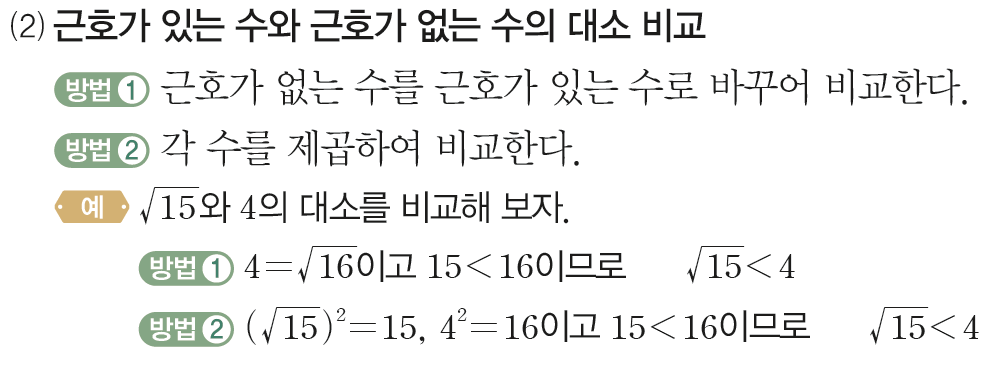 (2) 근호가 있는 수와 근호가 없는 수의 대소 비교
방법 1 근호가 없는 수를 근호가 있는 수로 바꾸어 비교한다.
방법 2 각 수를 제곱하여 비교한다.
예 √15와 4의 대소를 비교해 보자.
방법 1 4=√16이고 15<16이므로 √15<4
방법 2 (√15)²=15, 4²=16이고 15<16이므로 √15<4